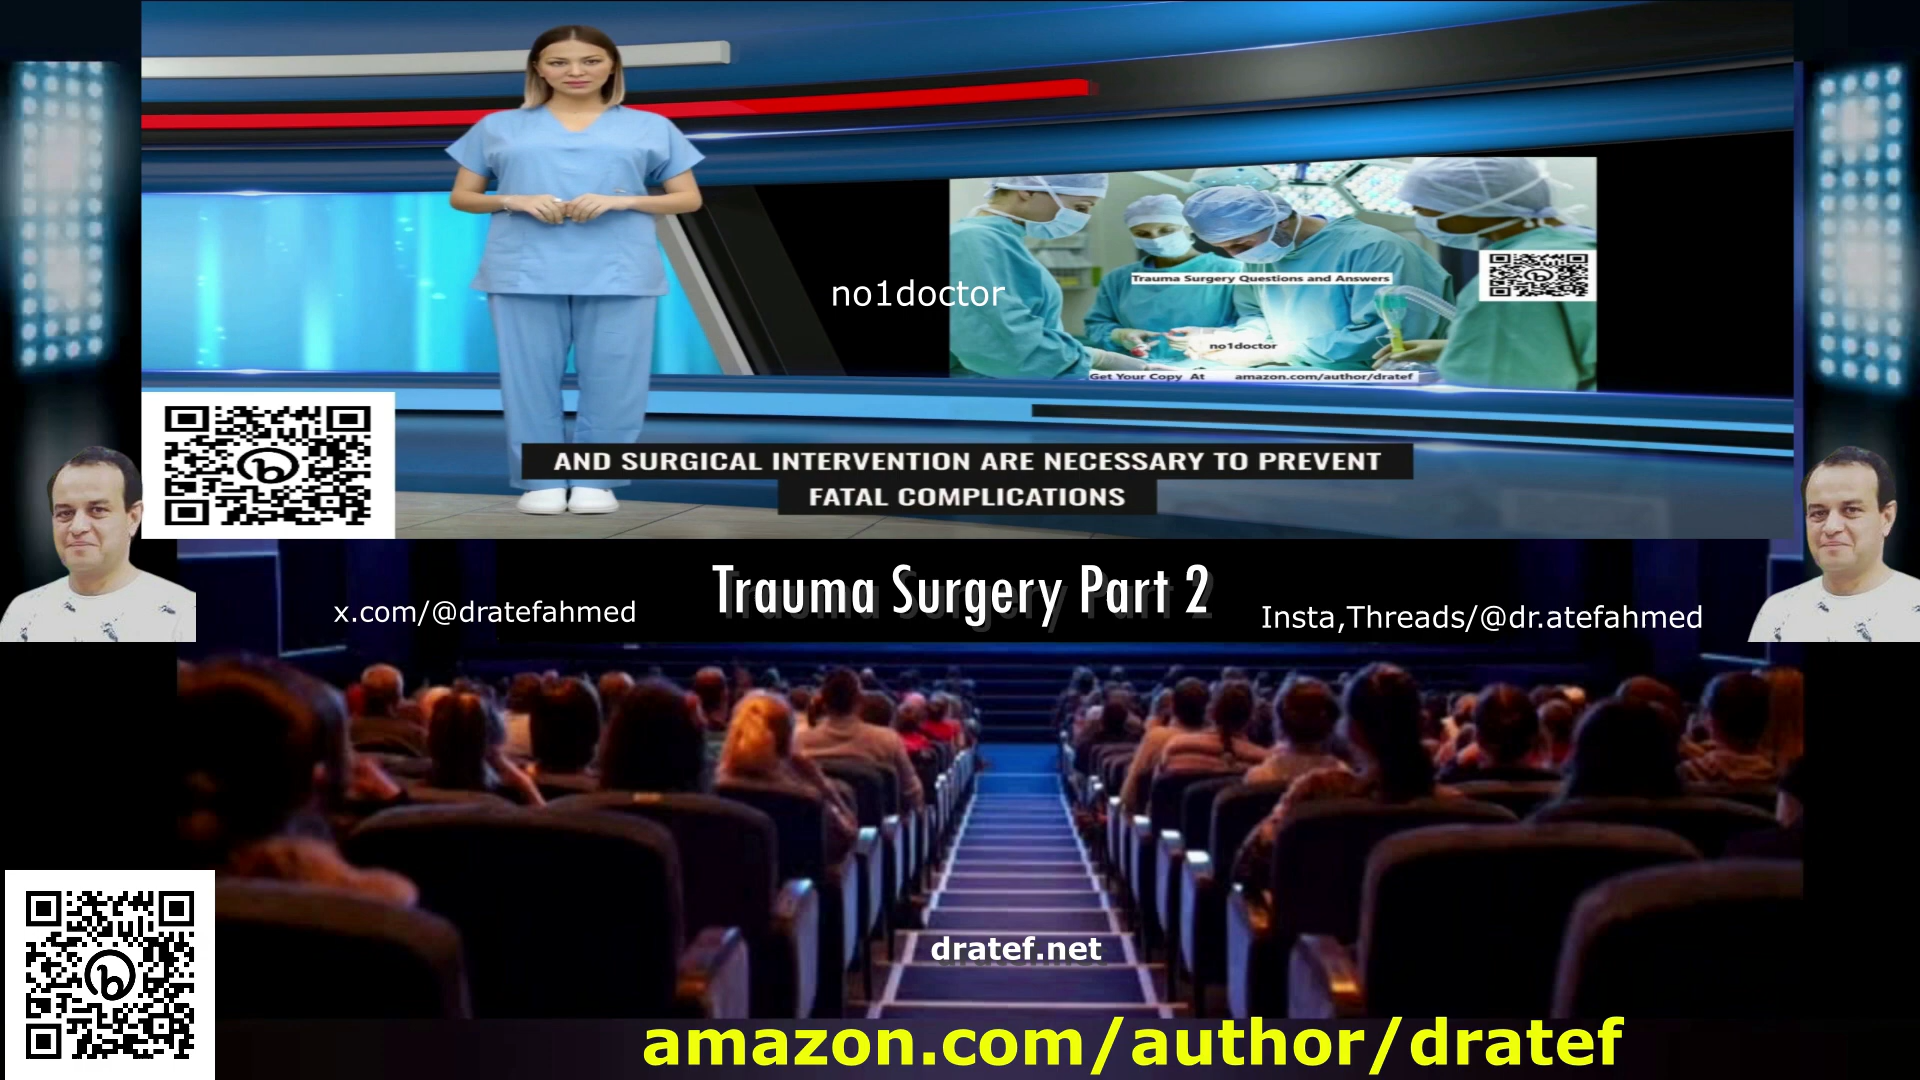 no1doctor
Trauma Surgery Questions and Answers
no1doctor
Get Your Copy At amazon.com/author/dratef
AND SURGICAL INTERVENTION ARE NECESSARY TO PREVENT
FATAL COMPLICATIONS
Trauma Surgery Part 2
x.com/@dratefahmed
Insta,Threads/@dr.atefahmed
dratef.net
amazon.com/author/dratef